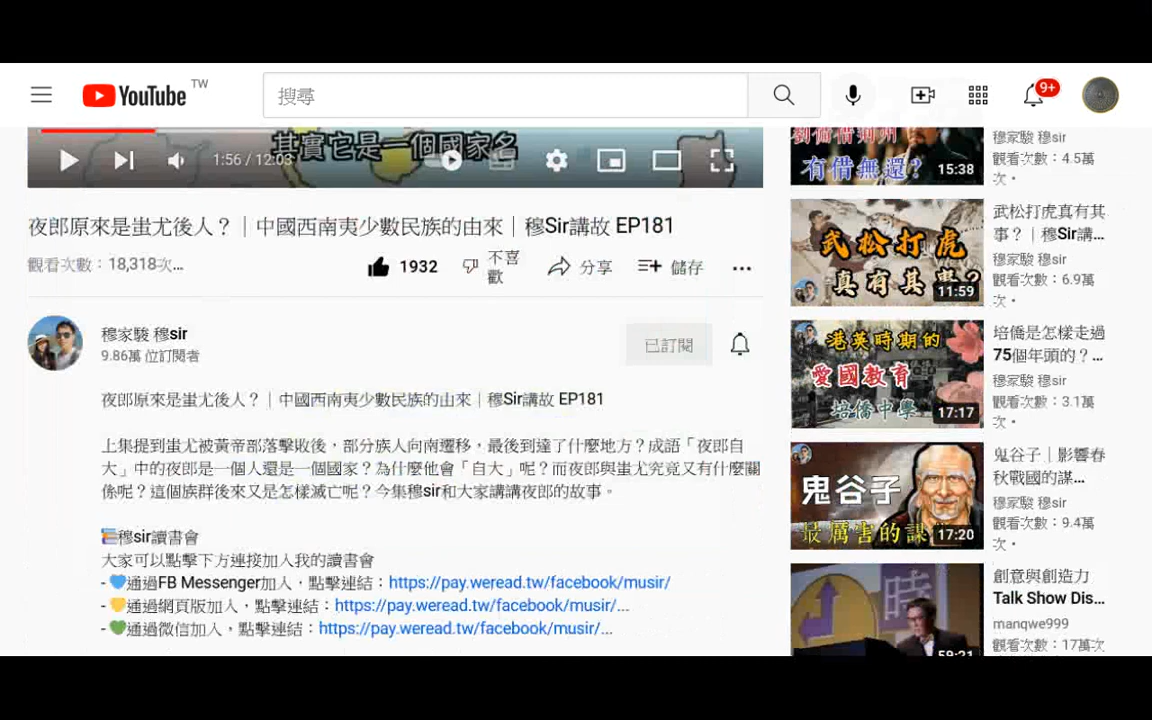 YouTube TW
搜尋
9+
其實它是一個國家名
1:56 / 12:03
夜郎原來是蚩尤後人？｜中國西南夷少數民族的由來｜穆Sir講故 EP181
觀看次數：18,318次...
1932
不喜歡
分享
儲存
穆家駿 穆sir
9.86萬 位訂閱者
已訂閱
夜郎原來是蚩尤後人？｜中國西南夷少數民族的由來｜穆Sir講故 EP181
上集提到蚩尤被黃帝部落擊敗後，部分族人向南遷移，最後到達了什麼地方？成語「夜郎自
大」中的夜郎是一個人還是一個國家？為什麼他會「自大」呢？而夜郎與蚩尤究竟又有什麼關
係呢？這個族群後來又是怎樣滅亡呢？今集穆sir和大家講講夜郎的故事。
穆sir讀書會
大家可以點擊下方連接加入我的讀書會
- 💙通過FB Messenger加入，點擊連結：https://pay.weread.tw/facebook/musir/
- 💛通過網頁版加入，點擊連結：https://pay.weread.tw/facebook/musir/...
- 💚通過微信加入，點擊連結：https://pay.weread.tw/facebook/musir/...
劉備借荊州
有借無還？
15:38
穆家駿 穆sir
觀看次數：4.5萬
次・
武松打虎
真有其事？
11:59
武松打虎真有其
事？｜穆Sir講...
穆家駿 穆sir
觀看次數：6.9萬
次・
港英時期的
愛國教育
培僑中學
17:17
培僑是怎樣走過
75個年頭的？...
穆家駿 穆sir
觀看次數：3.1萬
次・
鬼谷子
最厲害的謀
17:20
鬼谷子｜影響春
秋戰國的謀...
穆家駿 穆sir
觀看次數：9.4萬
次・
時
59:21
創意與創造力
Talk Show Dis...
manqwe999
觀看次數：17萬次